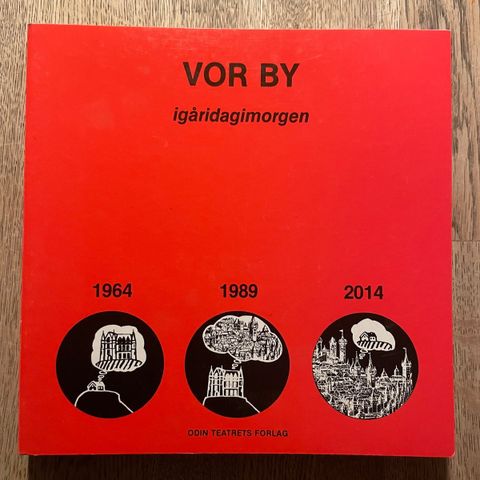 VOR BY
igåridagimorgen
1964 1989 2014
ODIN TEATRETS FORLAG